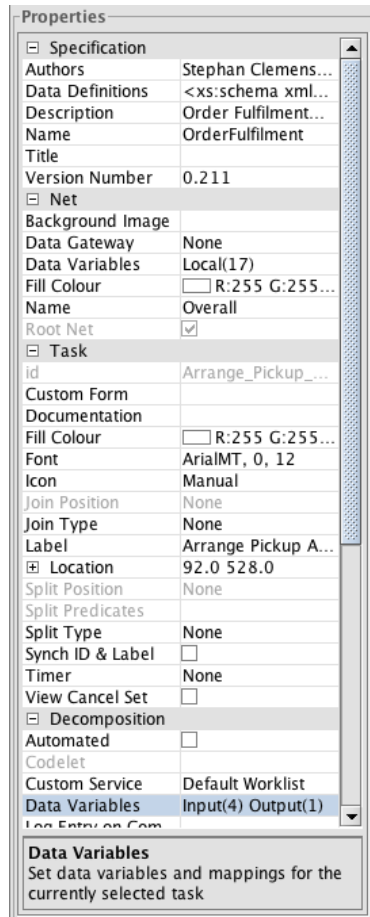 Properties
Specification
Authors Stephan Clemens...
Data Definitions <xs:schema xml...
Description Order Fulfilment...
Name OrderFulfilment
Title
Version Number 0.211
Net
Background Image
Data Gateway None
Data Variables Local(17)
Fill Colour R:255 G:255...
Name Overall
Root Net
Task
id Arrange_Pickup_...
Custom Form
Documentation
Fill Colour R:255 G:255...
Font ArialMT, 0, 12
Icon Manual
Join Position None
Join Type None
Label Arrange Pickup A...
Location 92.0 528.0
Split Position None
Split Predicates
Split Type None
Synch ID & Label
Timer None
View Cancel Set
Decomposition
Automated
Codelet
Custom Service Default Worklist
Data Variables Input(4) Output(1)
Log Entry on Com
Data Variables
Set data variables and mappings for the
currently selected task